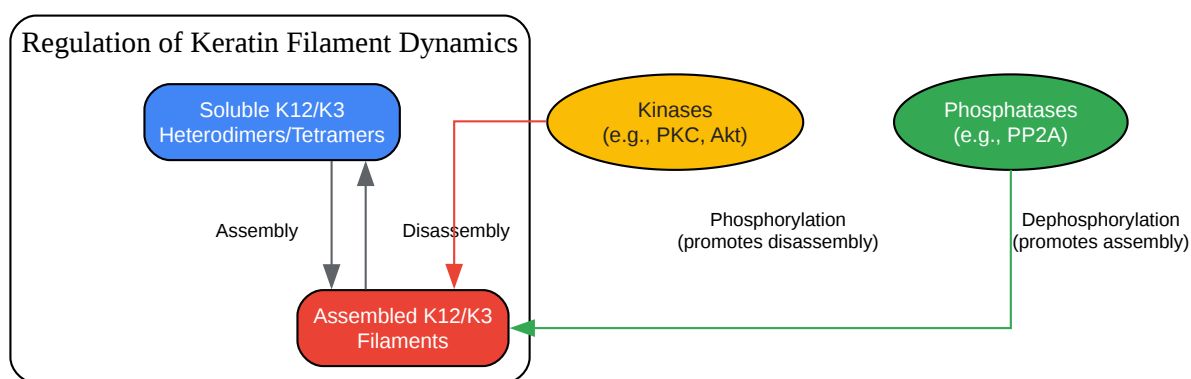 Regulation of Keratin Filament Dynamics
Soluble K12/K3
Heterodimers/Tetramers
Kinases
(e.g., PKC, Akt)
Phosphatases
(e.g., PP2A)
Assembly
Disassembly
Phosphorylation
(promotes disassembly)
Dephosphorylation
(promotes assembly)
Assembled K12/K3
Filaments